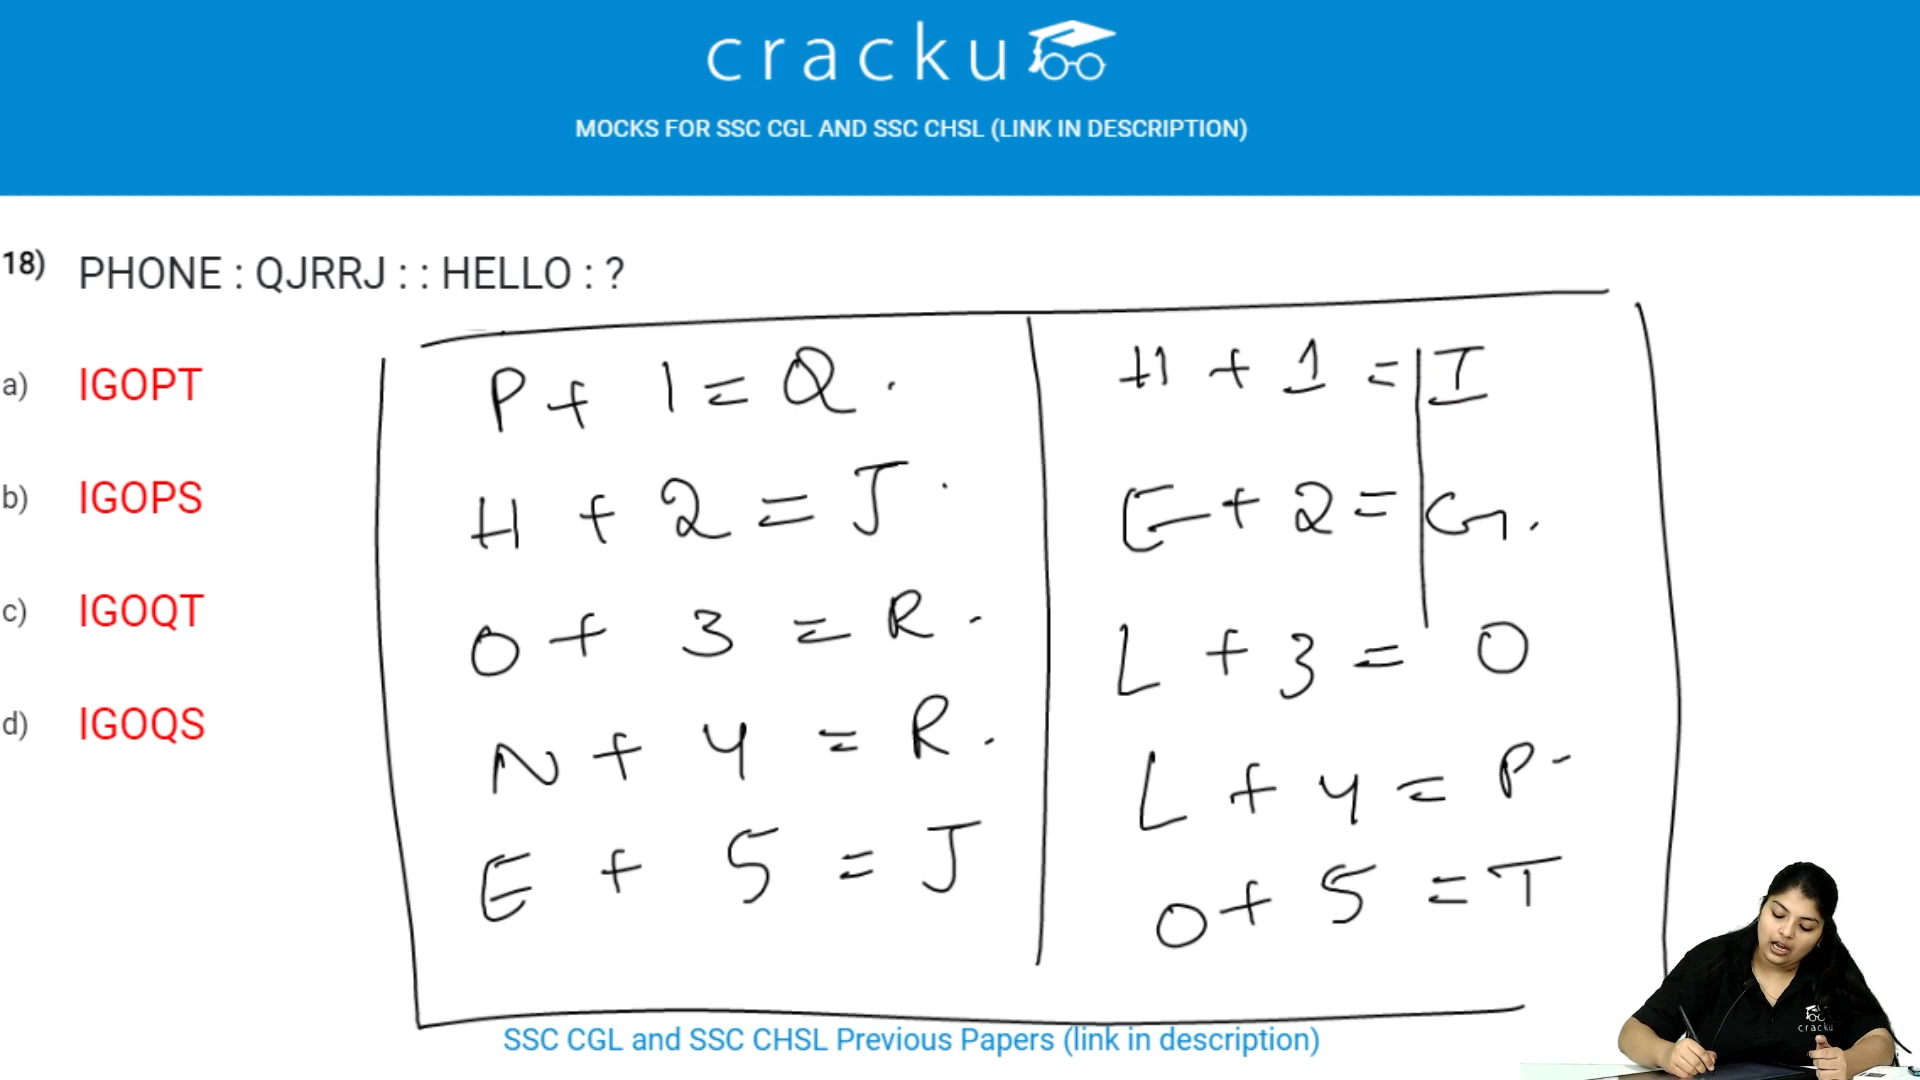 cracku
MOCKS FOR SSC CGL AND SSC CHSL (LINK IN DESCRIPTION)
18) PHONE : QJRRJ : : HELLO : ?
a) IGOPT
b) IGOPS
c) IGOQT
d) IGOQS
P + 1 = Q .
H + 2 = J .
O + 3 = R .
N + 4 = R .
E + 5 = J
H + 1 = I
E + 2 = G .
L + 3 = O
L + 4 = P -
O + 5 = T
SSC CGL and SSC CHSL Previous Papers (link in description)
cracku